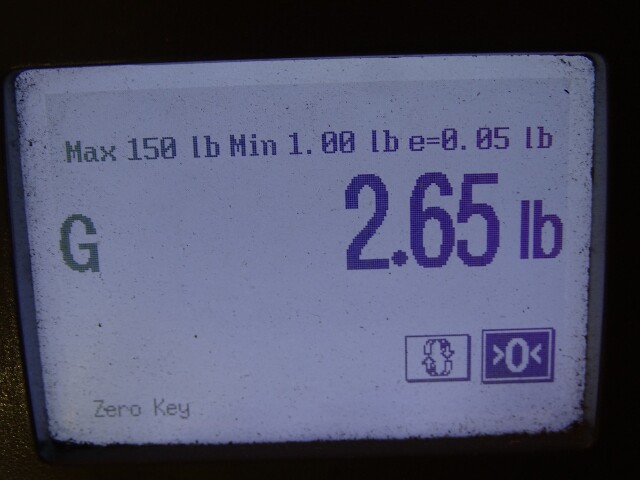 Max 150 lb Min 1.00 lb e=0.05 lb
G 2.65 lb
>0<
Zero Key